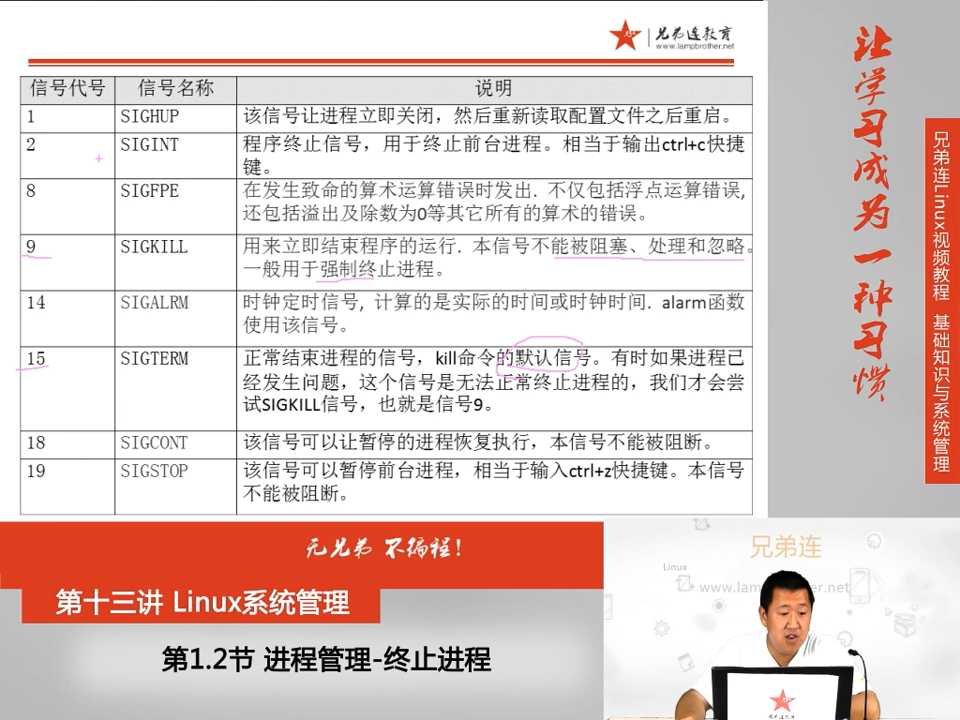 兄弟连教育
www.lampbrother.net
信号代号 信号名称 说明
1 SIGHUP 该信号让进程立即关闭，然后重新读取配置文件之后重启。
2 SIGINT 程序终止信号，用于终止前台进程。相当于输出ctrl+c快捷
键。
8 SIGFPE 在发生致命的算术运算错误时发出. 不仅包括浮点运算错误,
还包括溢出及除数为0等其它所有的算术的错误。
9 SIGKILL 用来立即结束程序的运行. 本信号不能被阻塞、处理和忽略。
一般用于强制终止进程。
14 SIGALRM 时钟定时信号, 计算的是实际的时间或时钟时间. alarm函数
使用该信号。
15 SIGTERM 正常结束进程的信号，kill命令的默认信号。有时如果进程已
经发生问题，这个信号是无法正常终止进程的，我们才会尝
试SIGKILL信号，也就是信号9。
18 SIGCONT 该信号可以让暂停的进程恢复执行，本信号不能被阻断。
19 SIGSTOP 该信号可以暂停前台进程，相当于输入ctrl+z快捷键。本信号
不能被阻断。
让学习成为一种习惯
兄弟连Linux视频教程 基础知识与系统管理
无兄弟 不编程！
第十三讲 Linux系统管理
第1.2节 进程管理-终止进程
兄弟连
Linux
www.lam
er.net
兄弟连教育